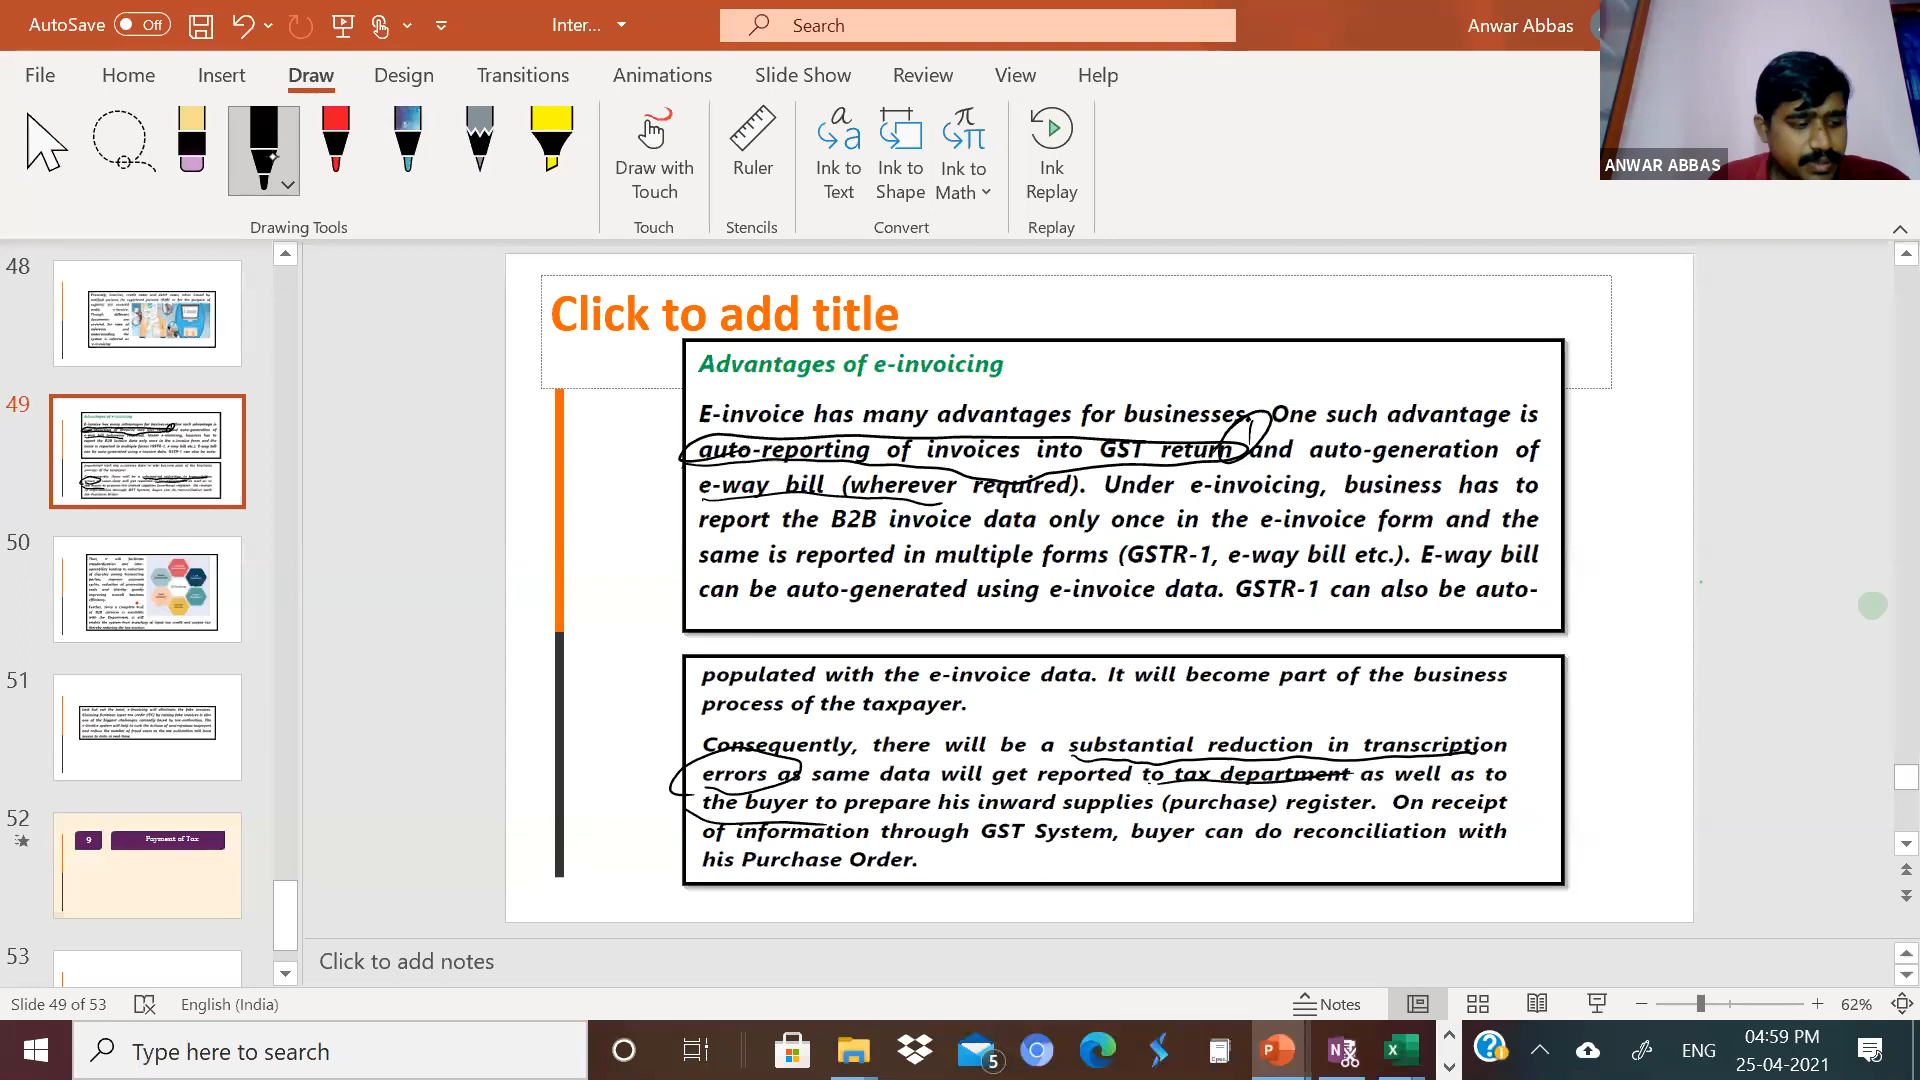 AutoSave Off Inter... Search Anwar Abbas
File Home Insert Draw Design Transitions Animations Slide Show Review View Help
Draw with Touch
Ruler
Ink to Text
Ink to Shape
Ink to Math
Ink Replay
Drawing Tools Touch Stencils Convert Replay
ANWAR ABBAS
48
49
50
51
52
9 Payment of Tax
53
Click to add title
Advantages of e-invoicing
E-invoice has many advantages for businesses. One such advantage is
auto-reporting of invoices into GST return and auto-generation of
e-way bill (wherever required). Under e-invoicing, business has to
report the B2B invoice data only once in the e-invoice form and the
same is reported in multiple forms (GSTR-1, e-way bill etc.). E-way bill
can be auto-generated using e-invoice data. GSTR-1 can also be auto-
populated with the e-invoice data. It will become part of the business
process of the taxpayer.
Consequently, there will be a substantial reduction in transcription
errors as same data will get reported to tax department as well as to
the buyer to prepare his inward supplies (purchase) register. On receipt
of information through GST System, buyer can do reconciliation with
his Purchase Order.
Click to add notes
Slide 49 of 53 English (India) Notes 62%
Type here to search 5 ENG 04:59 PM
25-04-2021